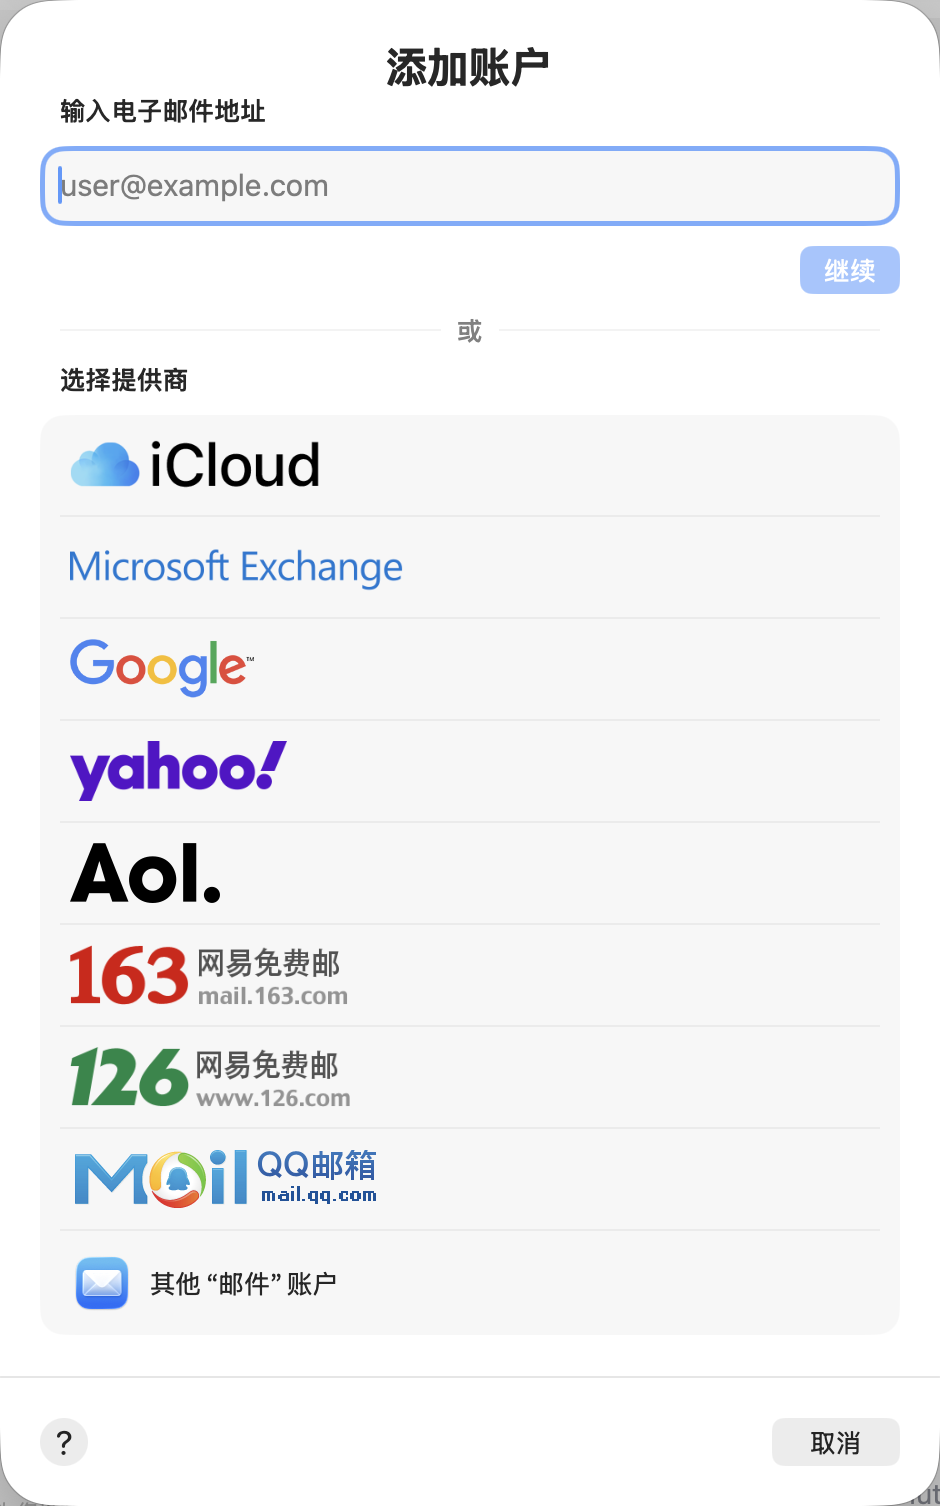 添加账户
输入电子邮件地址
user@example.com
继续
或
选择提供商
iCloud
Microsoft Exchange
Google™
yahoo!
Aol.
163 网易免费邮
mail.163.com
126 网易免费邮
www.126.com
Mail QQ邮箱
mail.qq.com
其他 “邮件” 账户
?
取消